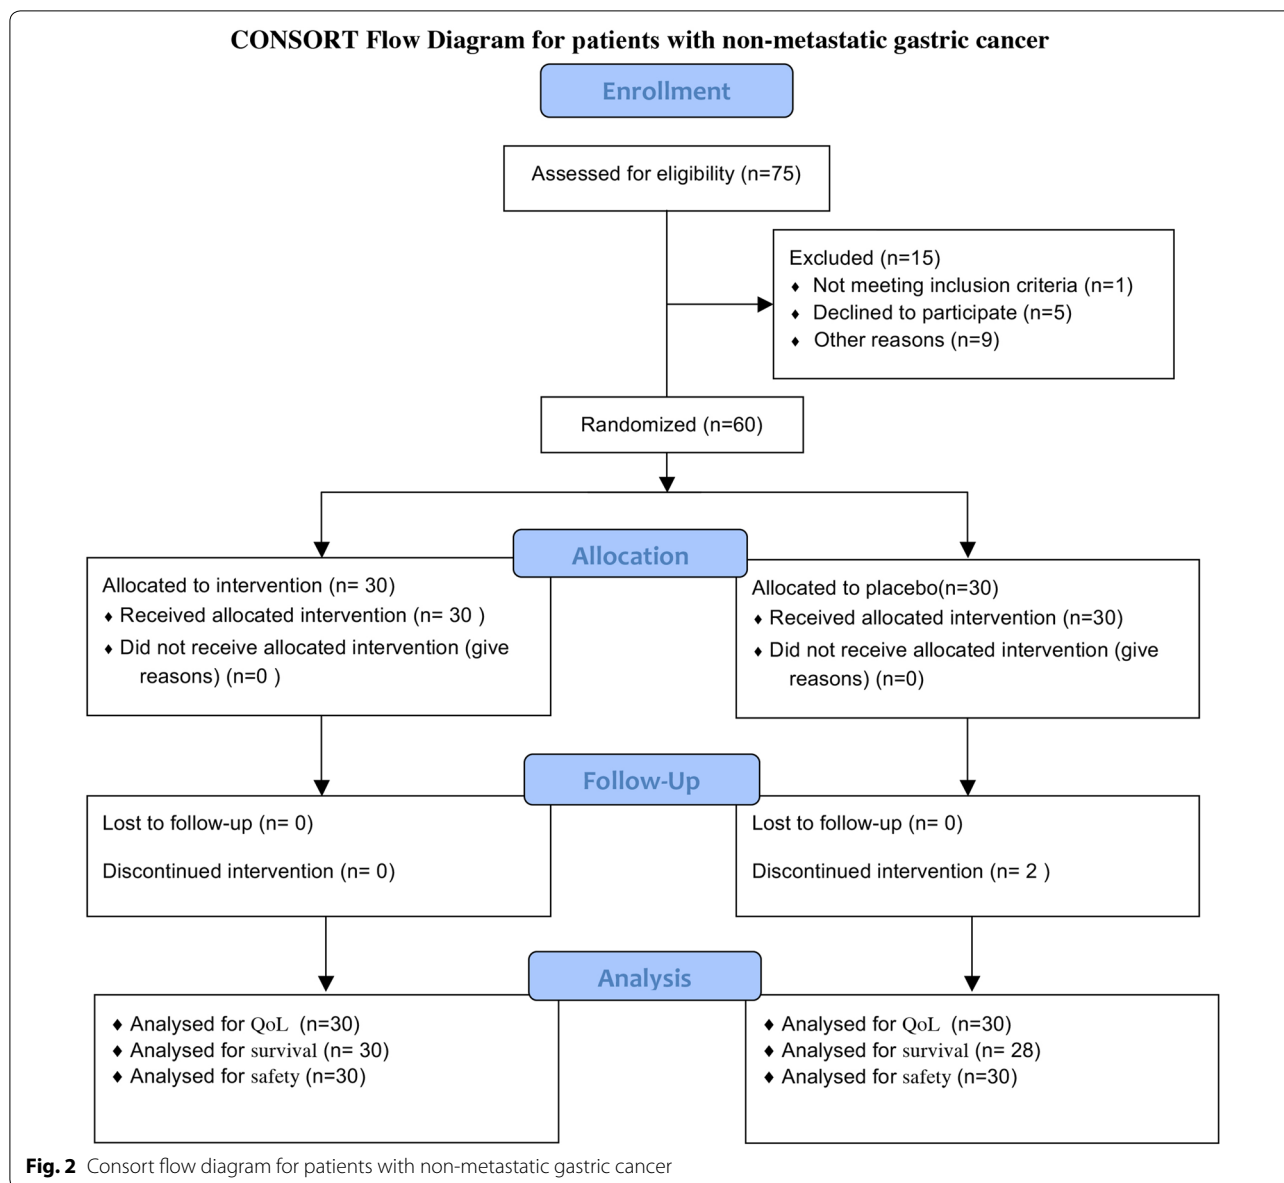 CONSORT Flow Diagram for patients with non-metastatic gastric cancer
Enrollment
Assessed for eligibility (n=75)
Excluded (n=15)
♦ Not meeting inclusion criteria (n=1)
♦ Declined to participate (n=5)
♦ Other reasons (n=9)
Randomized (n=60)
Allocation
Allocated to intervention (n= 30)
♦ Received allocated intervention (n= 30 )
♦ Did not receive allocated intervention (give
reasons) (n=0 )
Allocated to placebo(n=30)
♦ Received allocated intervention (n=30)
♦ Did not receive allocated intervention (give
reasons) (n=0)
Follow-Up
Lost to follow-up (n= 0)
Discontinued intervention (n= 0)
Lost to follow-up (n= 0)
Discontinued intervention (n= 2 )
Analysis
♦ Analysed for QoL (n=30)
♦ Analysed for survival (n= 30)
♦ Analysed for safety (n=30)
♦ Analysed for QoL (n=30)
♦ Analysed for survival (n= 28)
♦ Analysed for safety (n=30)
Fig. 2 Consort flow diagram for patients with non-metastatic gastric cancer